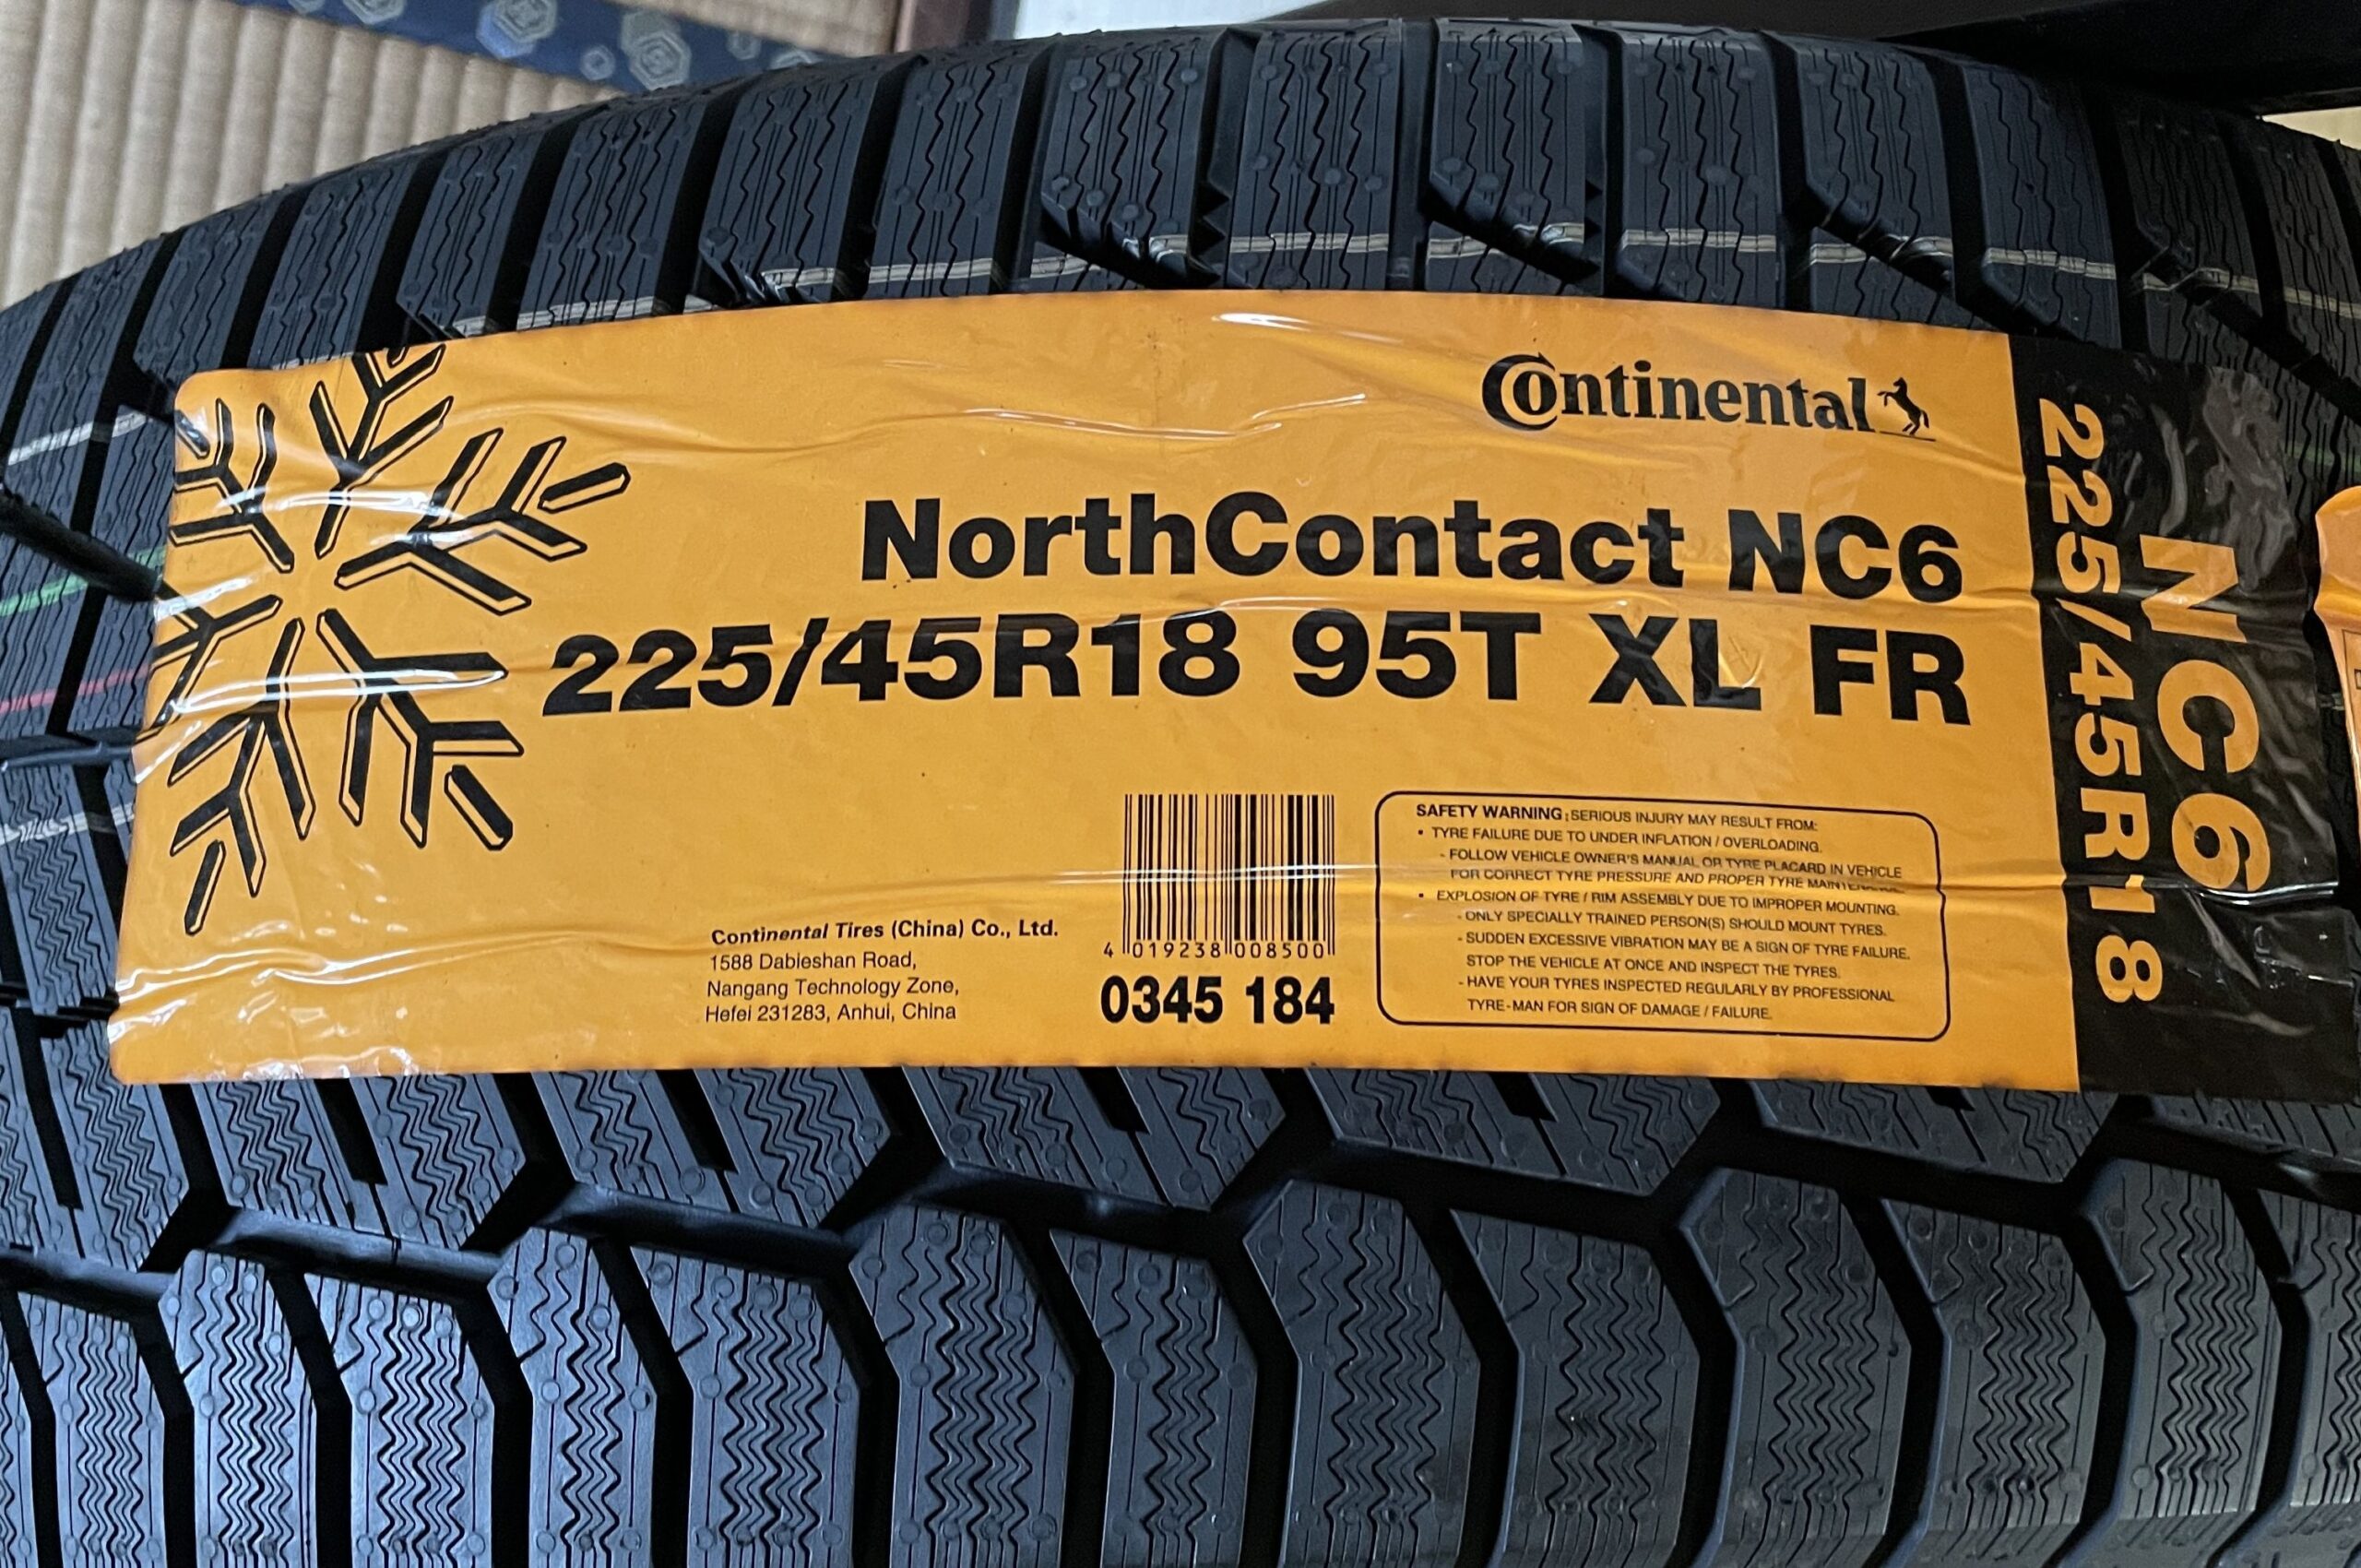 Continental
NorthContact NC6
225/45R18 95T XL FR
Continental Tires (China) Co., Ltd.
1588 Dabieshan Road,
Nangang Technology Zone,
Hefei 231283, Anhui, China
4 019238 008500
0345 184
SAFETY WARNING : SERIOUS INJURY MAY RESULT FROM:
• TYRE FAILURE DUE TO UNDER INFLATION / OVERLOADING.
- FOLLOW VEHICLE OWNER'S MANUAL OR TYRE PLACARD IN VEHICLE
FOR CORRECT TYRE PRESSURE AND PROPER TYRE MAINTENANCE.
• EXPLOSION OF TYRE / RIM ASSEMBLY DUE TO IMPROPER MOUNTING.
- ONLY SPECIALLY TRAINED PERSON(S) SHOULD MOUNT TYRES.
- SUDDEN EXCESSIVE VIBRATION MAY BE A SIGN OF TYRE FAILURE.
STOP THE VEHICLE AT ONCE AND INSPECT THE TYRES.
- HAVE YOUR TYRES INSPECTED REGULARLY BY PROFESSIONAL
TYRE-MAN FOR SIGN OF DAMAGE / FAILURE.
NC6
225/45R18